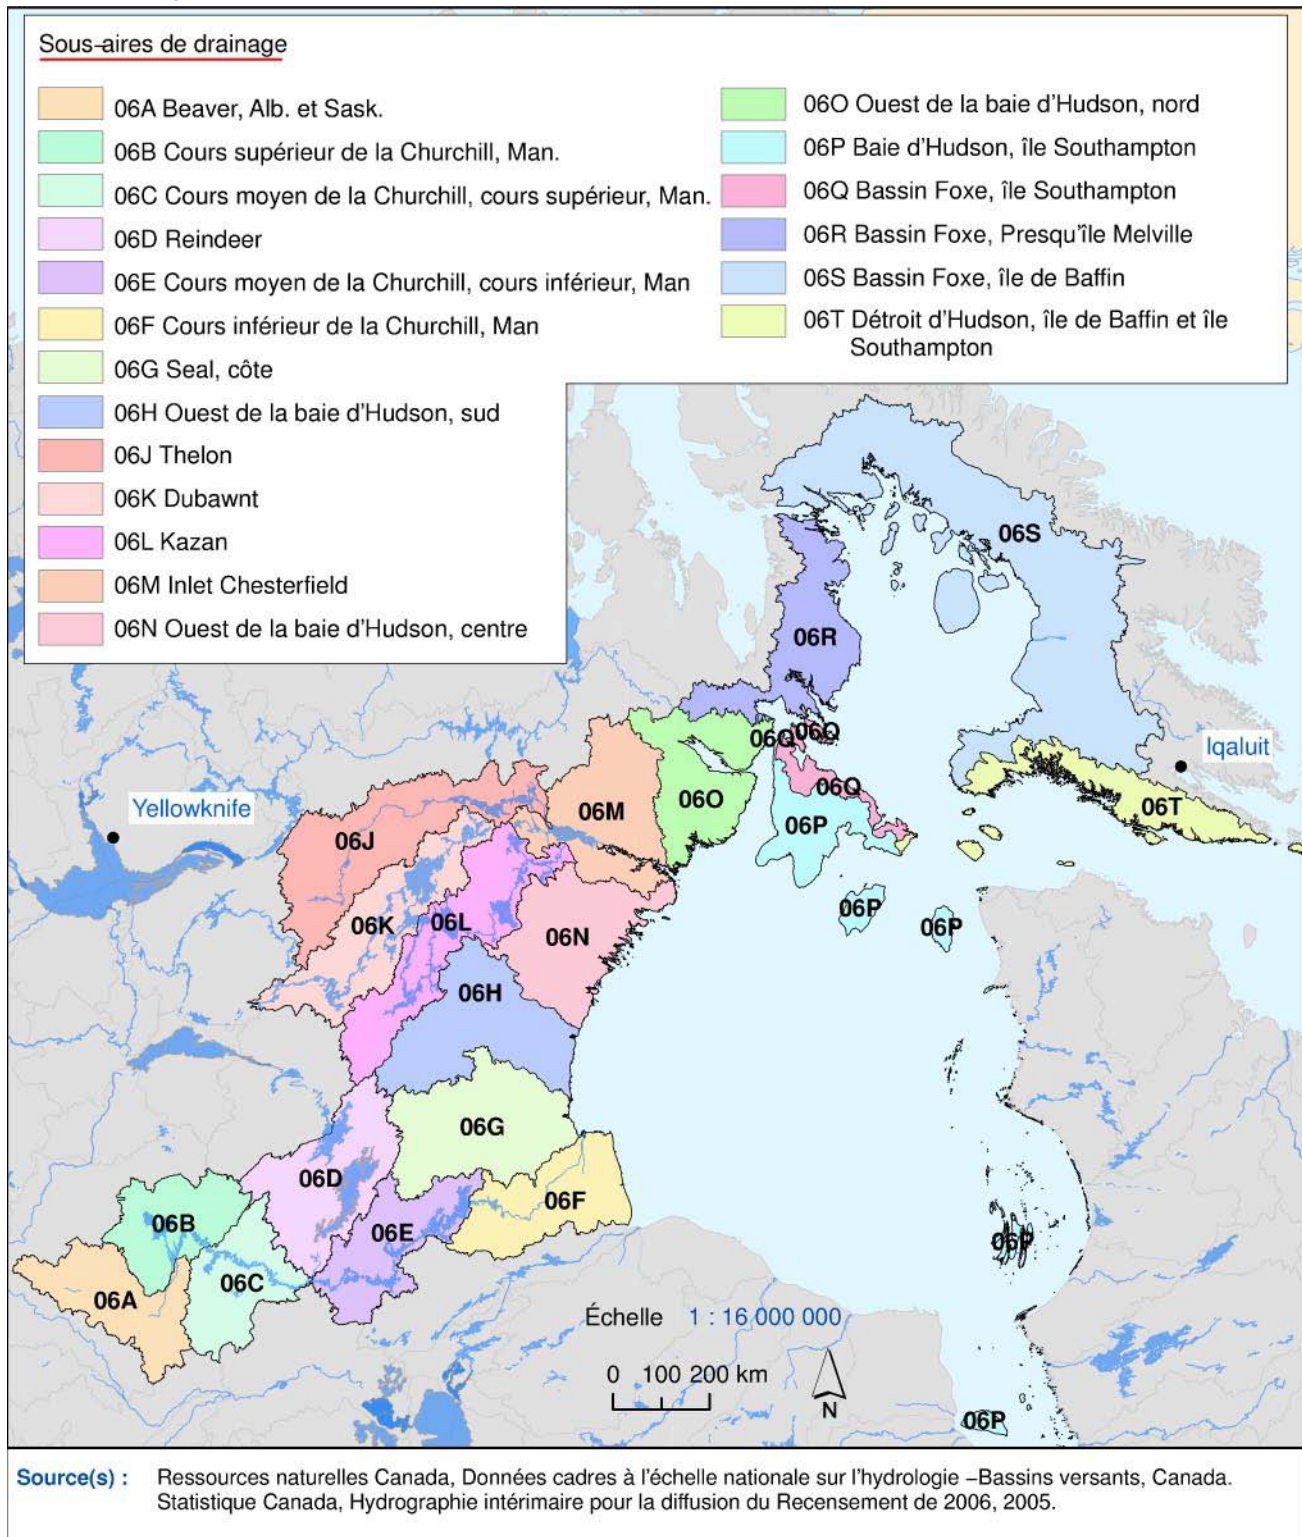 Sous-aires de drainage
06A Beaver, Alb. et Sask.
06B Cours supérieur de la Churchill, Man.
06C Cours moyen de la Churchill, cours supérieur, Man.
06D Reindeer
06E Cours moyen de la Churchill, cours inférieur, Man
06F Cours inférieur de la Churchill, Man
06G Seal, côte
06H Ouest de la baie d'Hudson, sud
06J Thelon
06K Dubawnt
06L Kazan
06M Inlet Chesterfield
06N Ouest de la baie d'Hudson, centre
06O Ouest de la baie d'Hudson, nord
06P Baie d'Hudson, île Southampton
06Q Bassin Foxe, île Southampton
06R Bassin Foxe, Presqu'île Melville
06S Bassin Foxe, île de Baffin
06T Détroit d'Hudson, île de Baffin et île
Southampton
06S
06R
06Q
06Q
Iqaluit
06Q
06M
06O
06T
Yellowknife
06P
06J
06P
06K
06L
06P
06N
06H
06G
06D
06F
06B
06E
06P
06C
06A
Échelle 1 : 16 000 000
0 100 200 km
N
06P
Source(s) : Ressources naturelles Canada, Données cadres à l'échelle nationale sur l'hydrologie –Bassins versants, Canada.
Statistique Canada, Hydrographie intérimaire pour la diffusion du Recensement de 2006, 2005.